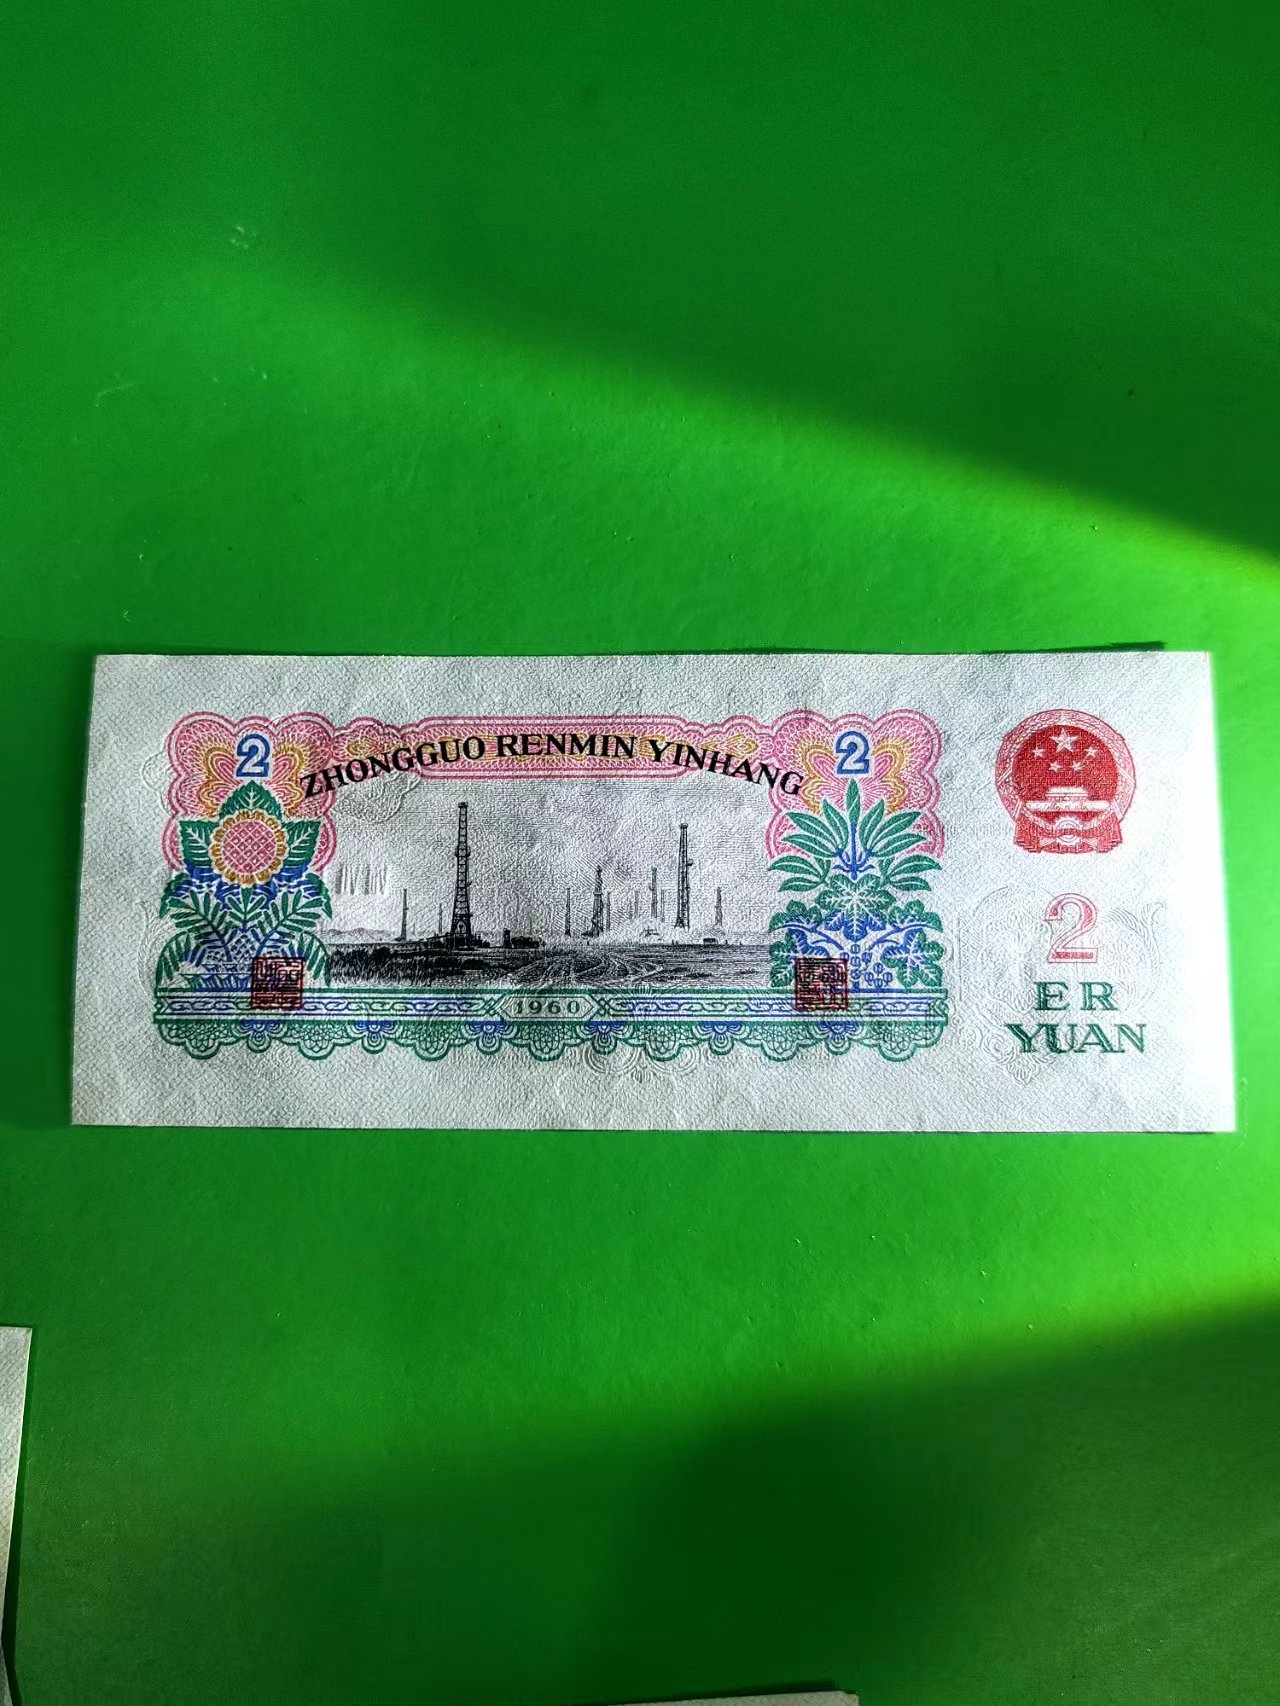 2
ZHONGGUO RENMIN YINHANG
2
1960
2
ER
YUAN